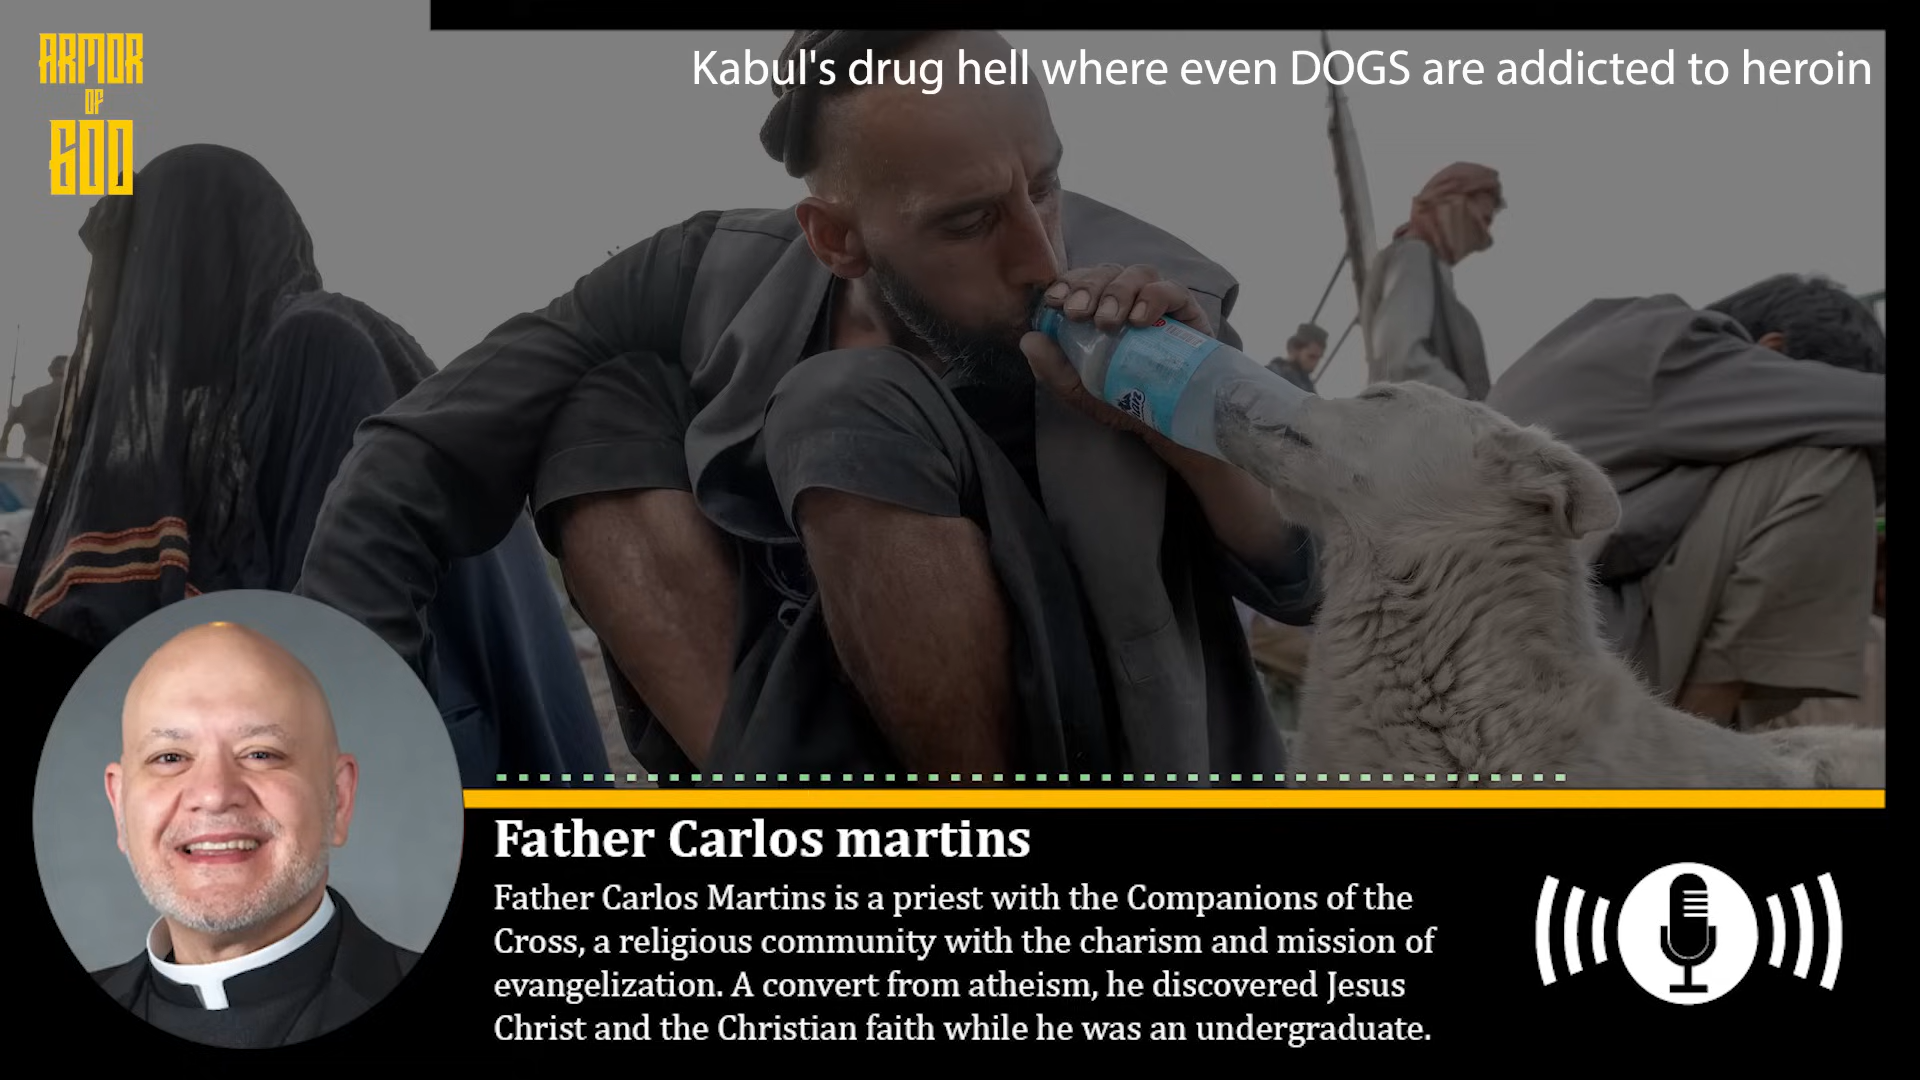 ARMOR
OF
GOD
Kabul's drug hell where even DOGS are addicted to heroin
Father Carlos martins
Father Carlos Martins is a priest with the Companions of the
Cross, a religious community with the charism and mission of
evangelization. A convert from atheism, he discovered Jesus
Christ and the Christian faith while he was an undergraduate.